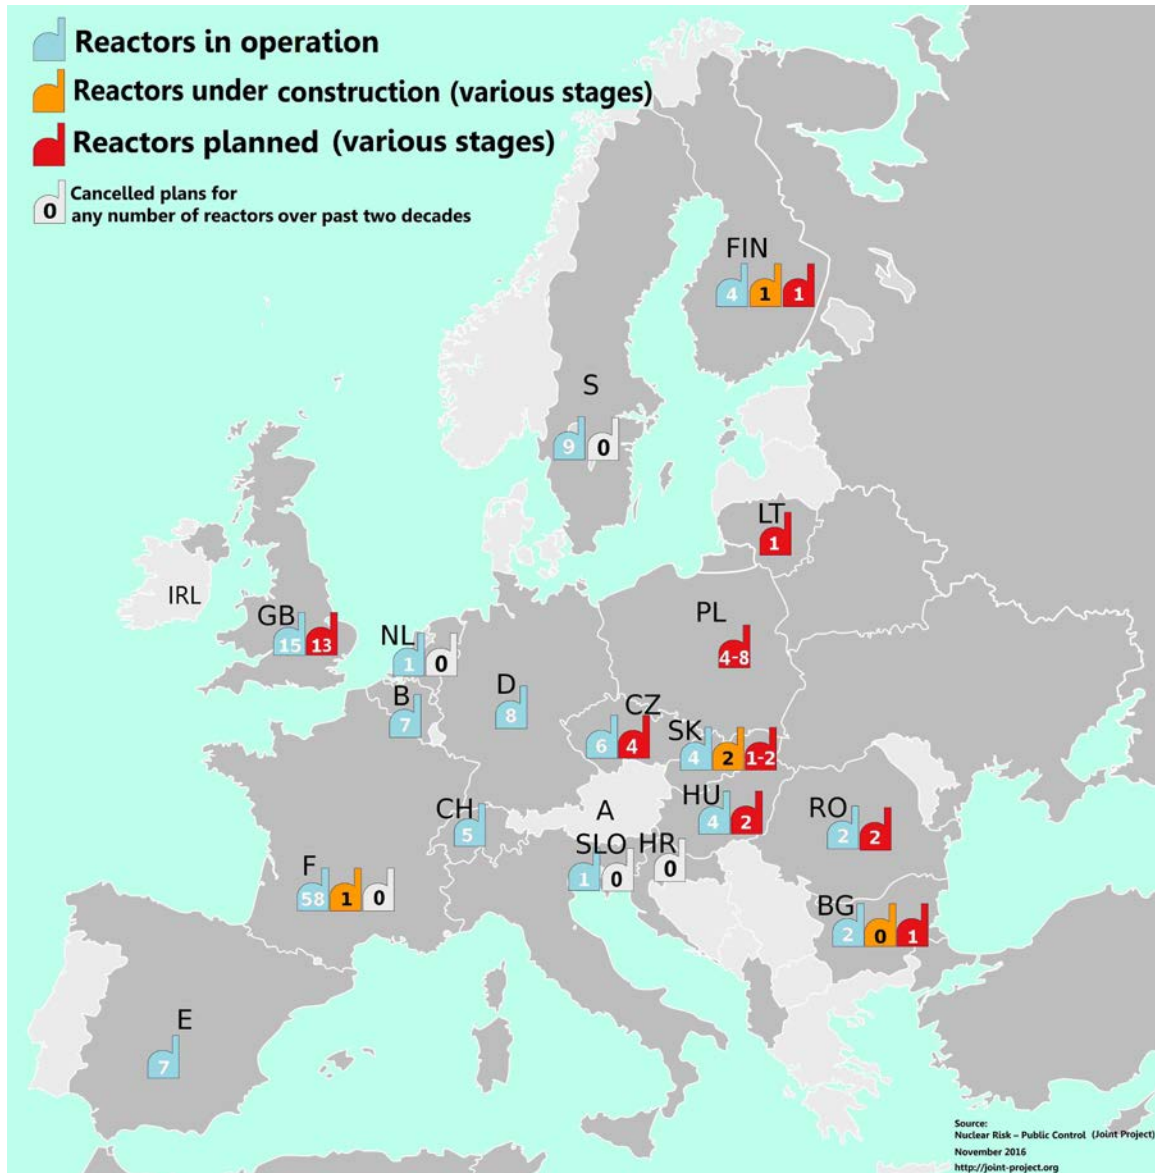 Reactors in operation
Reactors under construction (various stages)
Reactors planned (various stages)
0 Cancelled plans for
any number of reactors over past two decades
FIN
4 1 1
S
9 0
LT
1
IRL
GB
15 13
NL
1 0
PL
4-8
B
7
D
8
CZ
6 4
SK
4 2 1-2
A
HU
4 2
RO
2 2
CH
5
SLO
1 0
HR
0
F
58 1 0
BG
2 0 1
E
7
Source:
Nuclear Risk – Public Control (Joint Project)
November 2016
http://joint-project.org